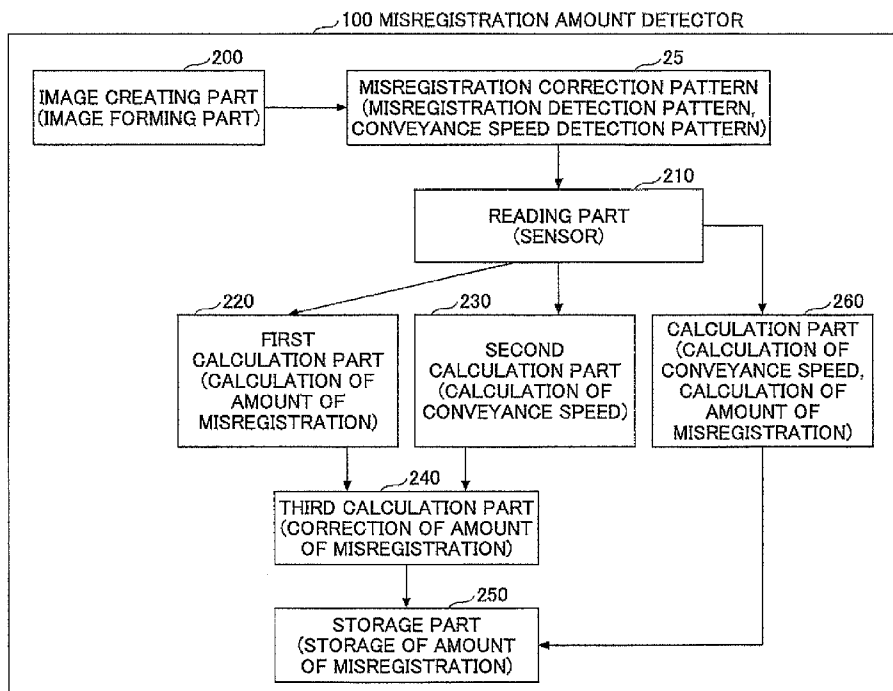 100 MISREGISTRATION AMOUNT DETECTOR
200
IMAGE CREATING PART
(IMAGE FORMING PART)
25
MISREGISTRATION CORRECTION PATTERN
(MISREGISTRATION DETECTION PATTERN,
CONVEYANCE SPEED DETECTION PATTERN)
210
READING PART
(SENSOR)
220
FIRST
CALCULATION PART
(CALCULATION OF
AMOUNT OF
MISREGISTRATION)
230
SECOND
CALCULATION PART
(CALCULATION OF
CONVEYANCE SPEED)
260
CALCULATION PART
(CALCULATION OF
CONVEYANCE SPEED,
CALCULATION OF
AMOUNT OF
MISREGISTRATION)
240
THIRD CALCULATION PART
(CORRECTION OF AMOUNT
OF MISREGISTRATION)
250
STORAGE PART
(STORAGE OF AMOUNT
OF MISREGISTRATION)